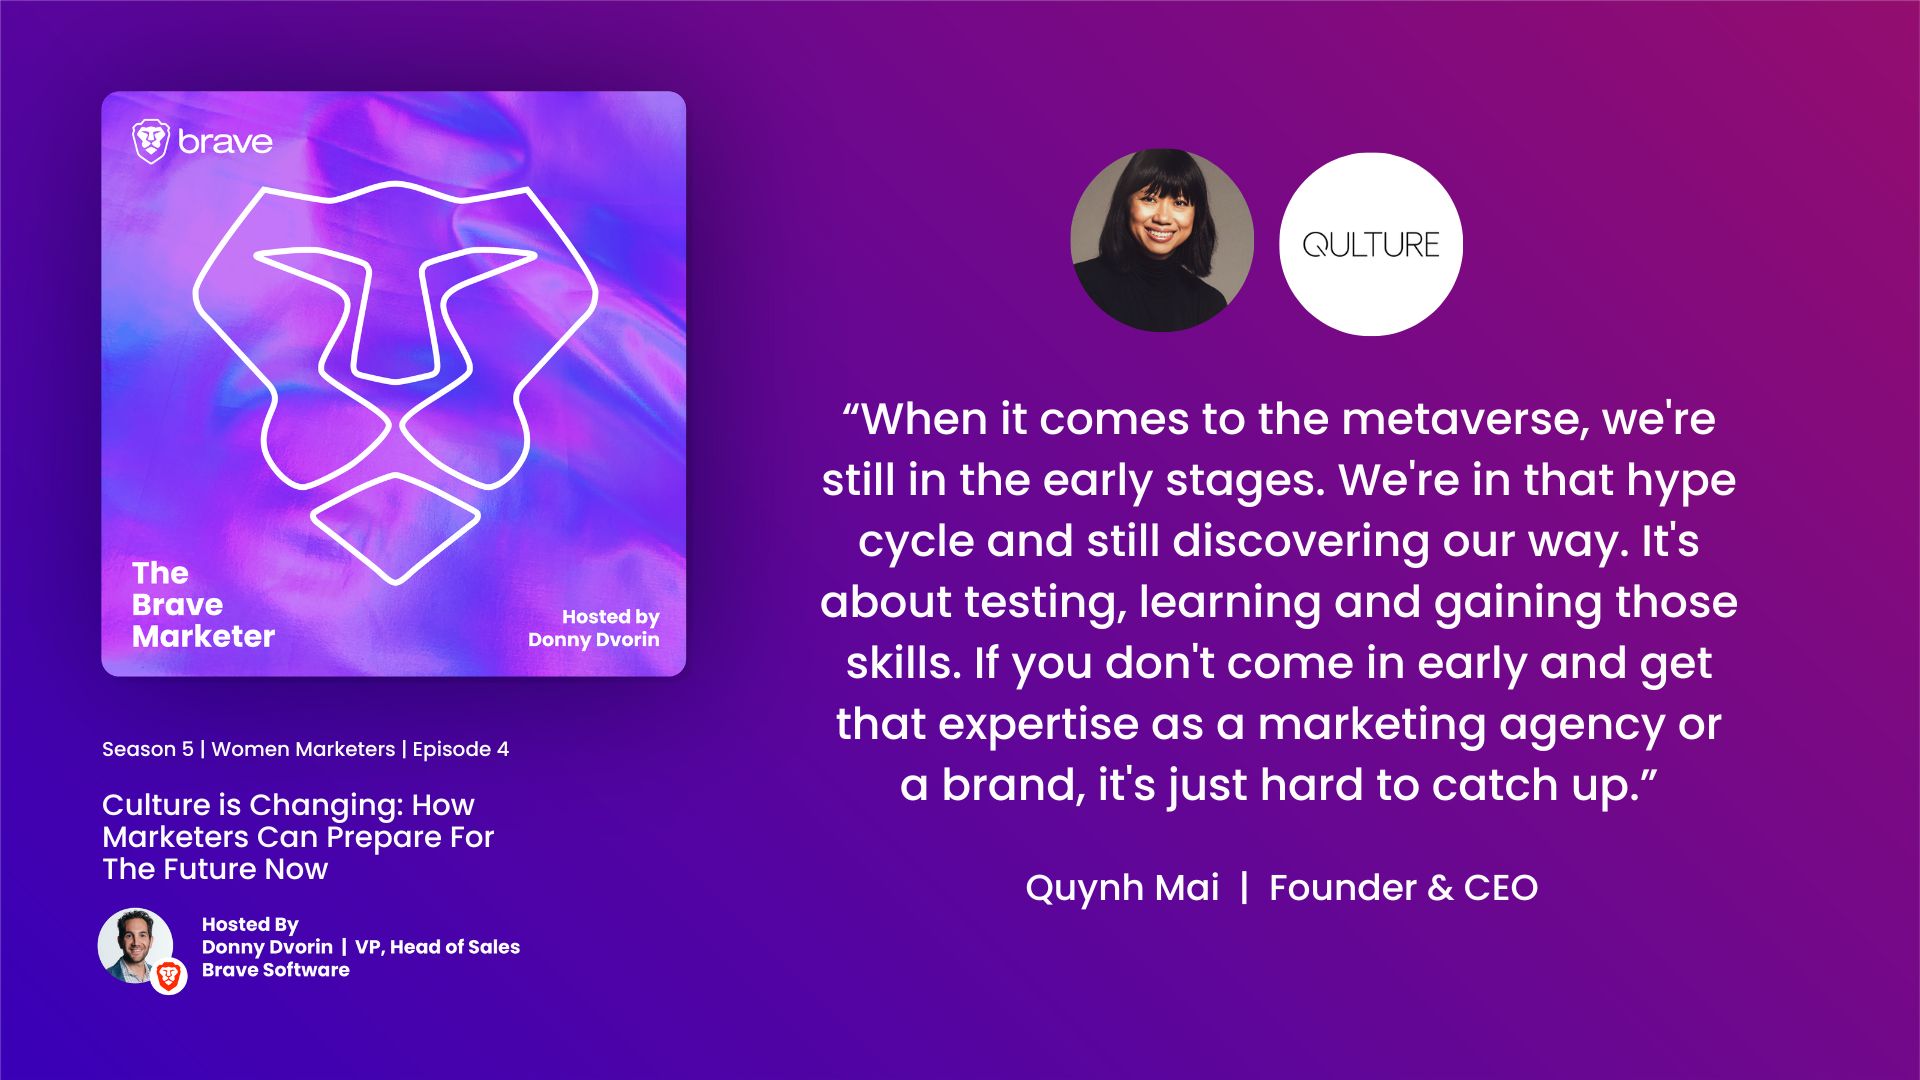 brave
The
Brave
Marketer
Hosted by
Donny Dvorin
Season 5 | Women Marketers | Episode 4
Culture is Changing: How
Marketers Can Prepare For
The Future Now
Hosted By
Donny Dvorin | VP, Head of Sales
Brave Software
QULTURE
“When it comes to the metaverse, we're
still in the early stages. We're in that hype
cycle and still discovering our way. It's
about testing, learning and gaining those
skills. If you don't come in early and get
that expertise as a marketing agency or
a brand, it's just hard to catch up.”
Quynh Mai | Founder & CEO